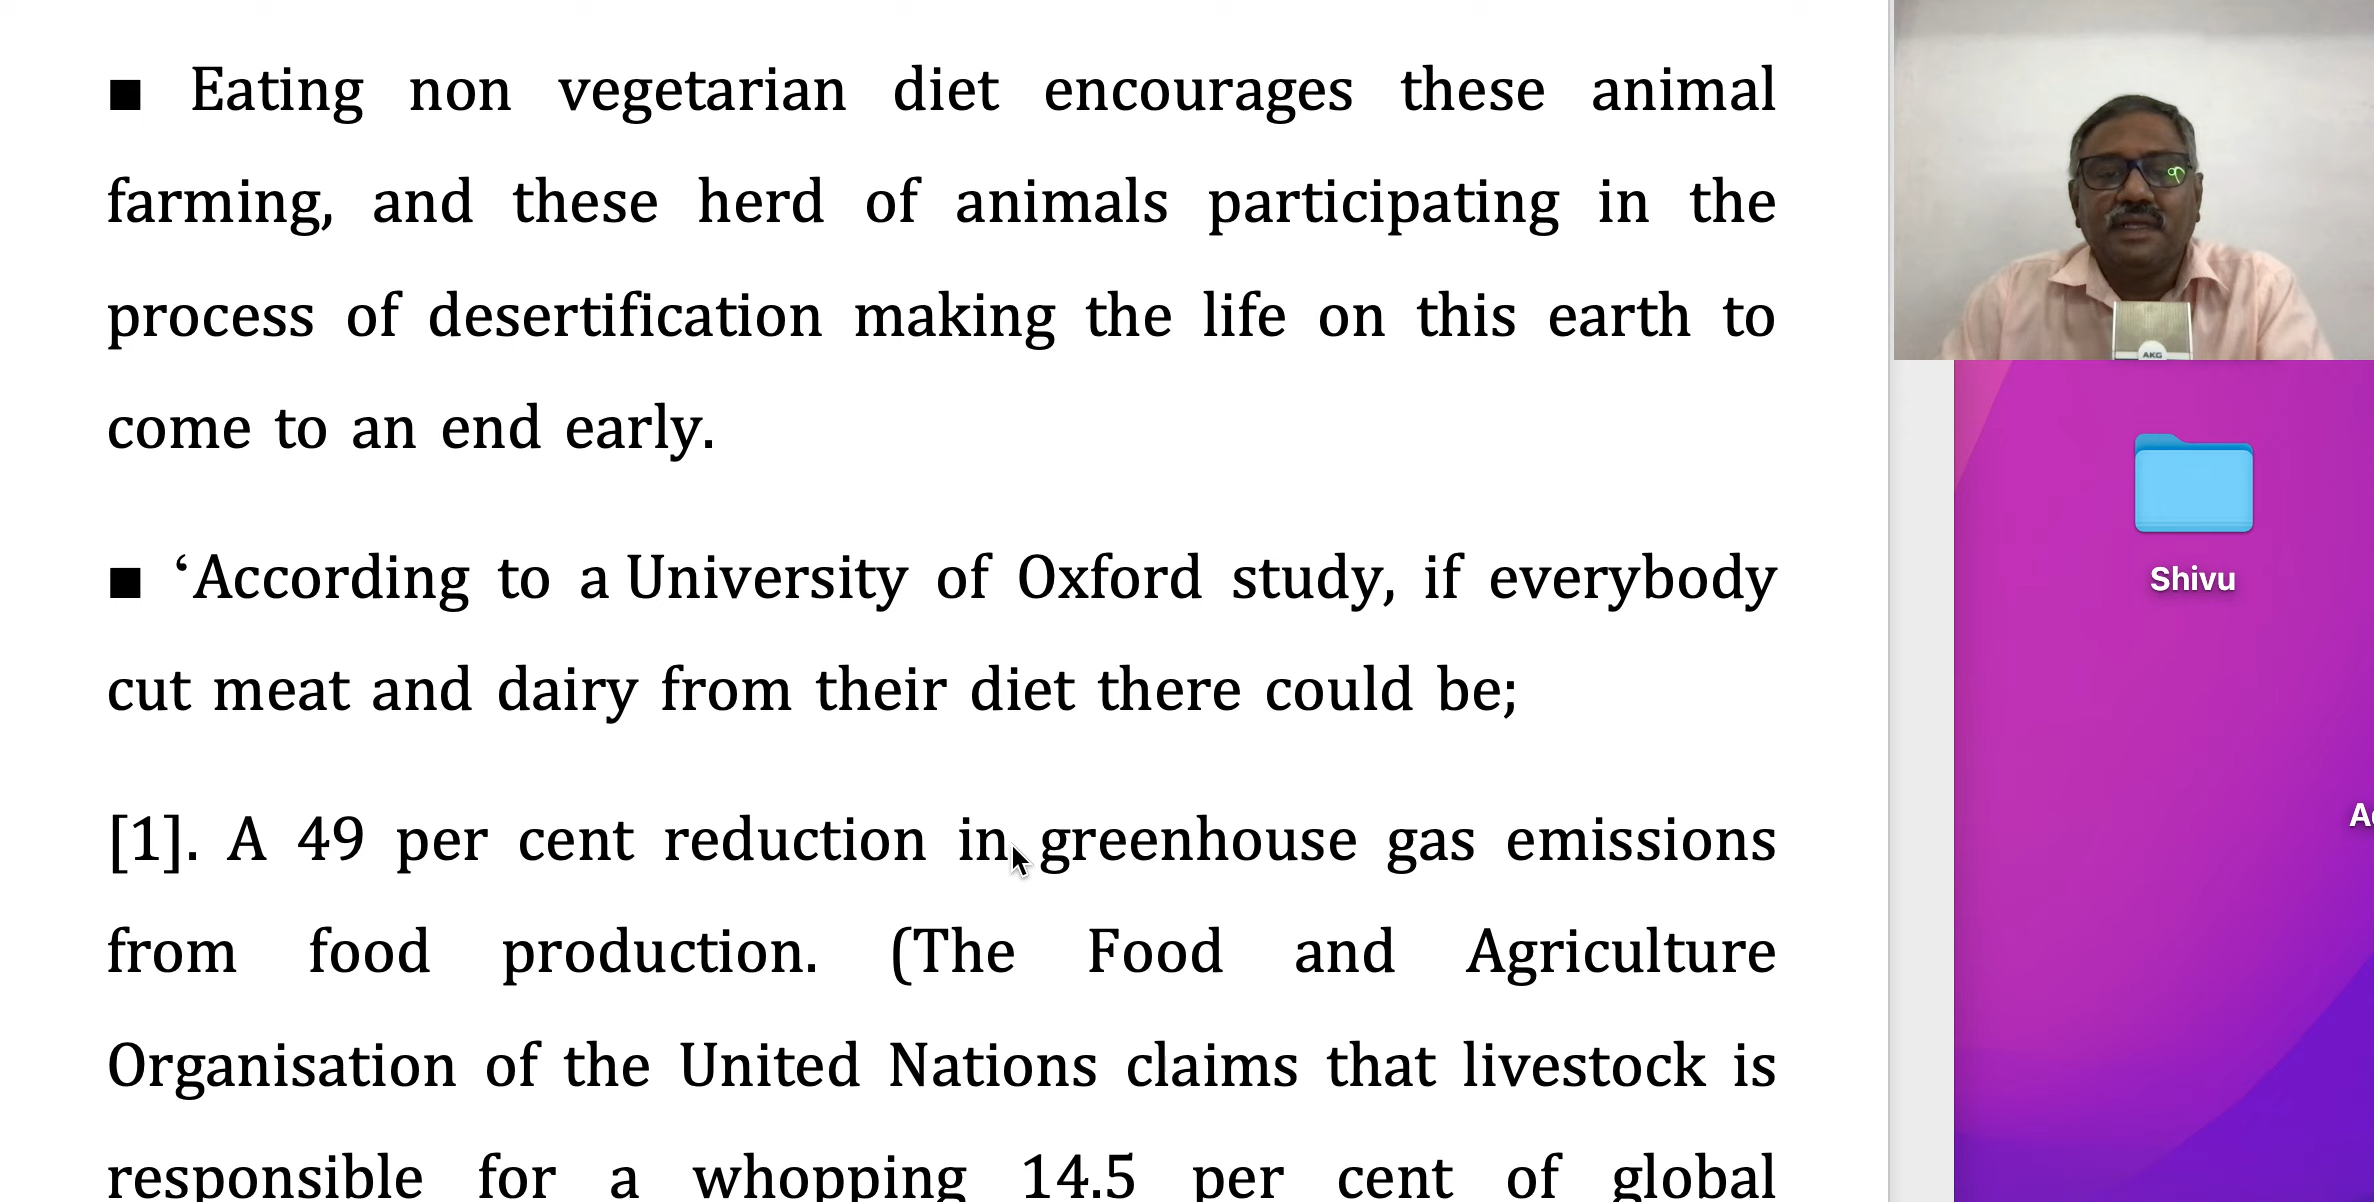 ■ Eating non vegetarian diet encourages these animal
farming, and these herd of animals participating in the
process of desertification making the life on this earth to
come to an end early.
■ ‘According to a University of Oxford study, if everybody
cut meat and dairy from their diet there could be;
[1]. A 49 per cent reduction in greenhouse gas emissions
from food production. (The Food and Agriculture
Organisation of the United Nations claims that livestock is
responsible for a whopping 14.5 per cent of global
AKG
Shivu